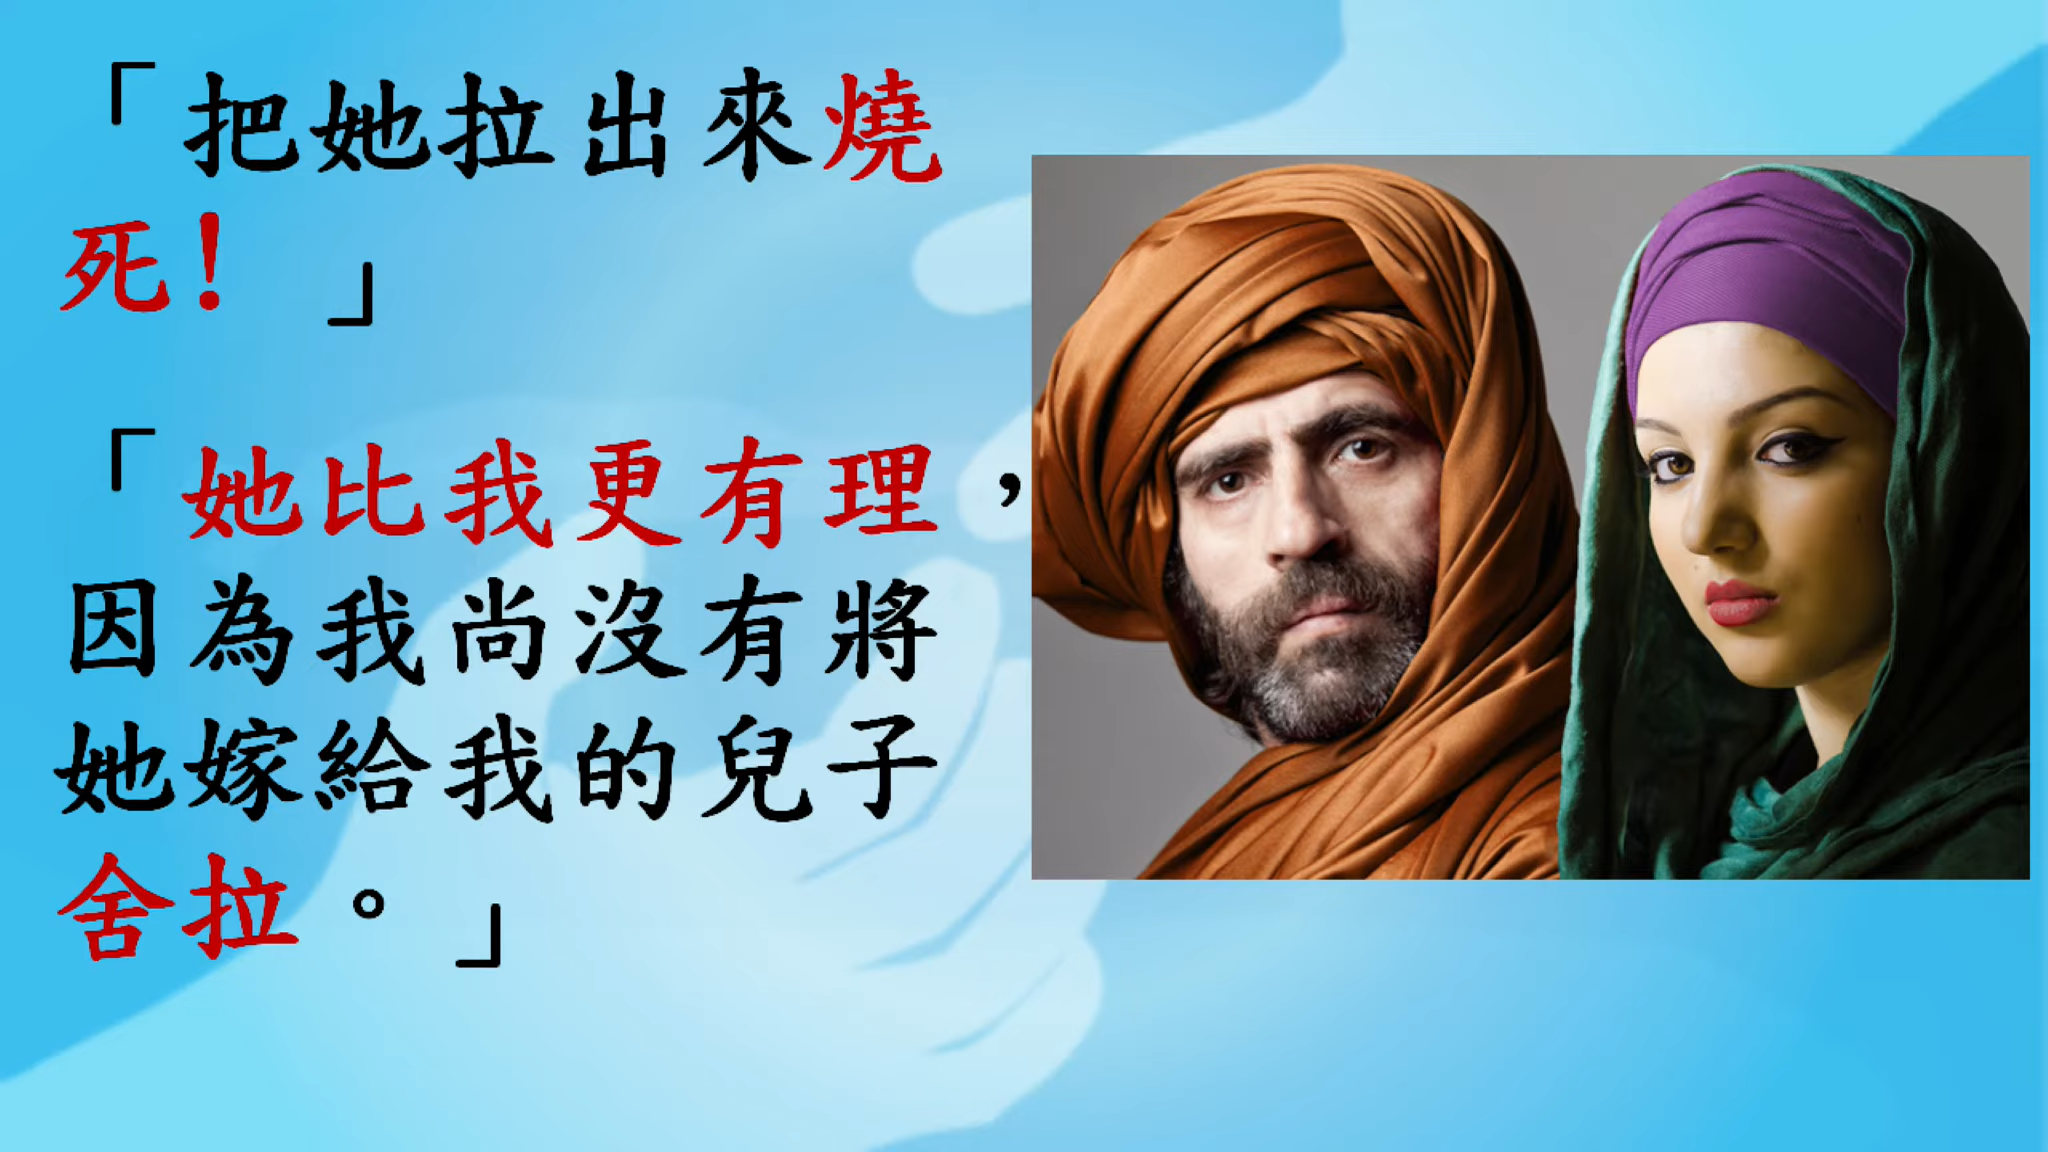 「把她拉出來燒
死！」
「她比我更有理，
因為我尚沒有將
她嫁給我的兒子
舍拉。」